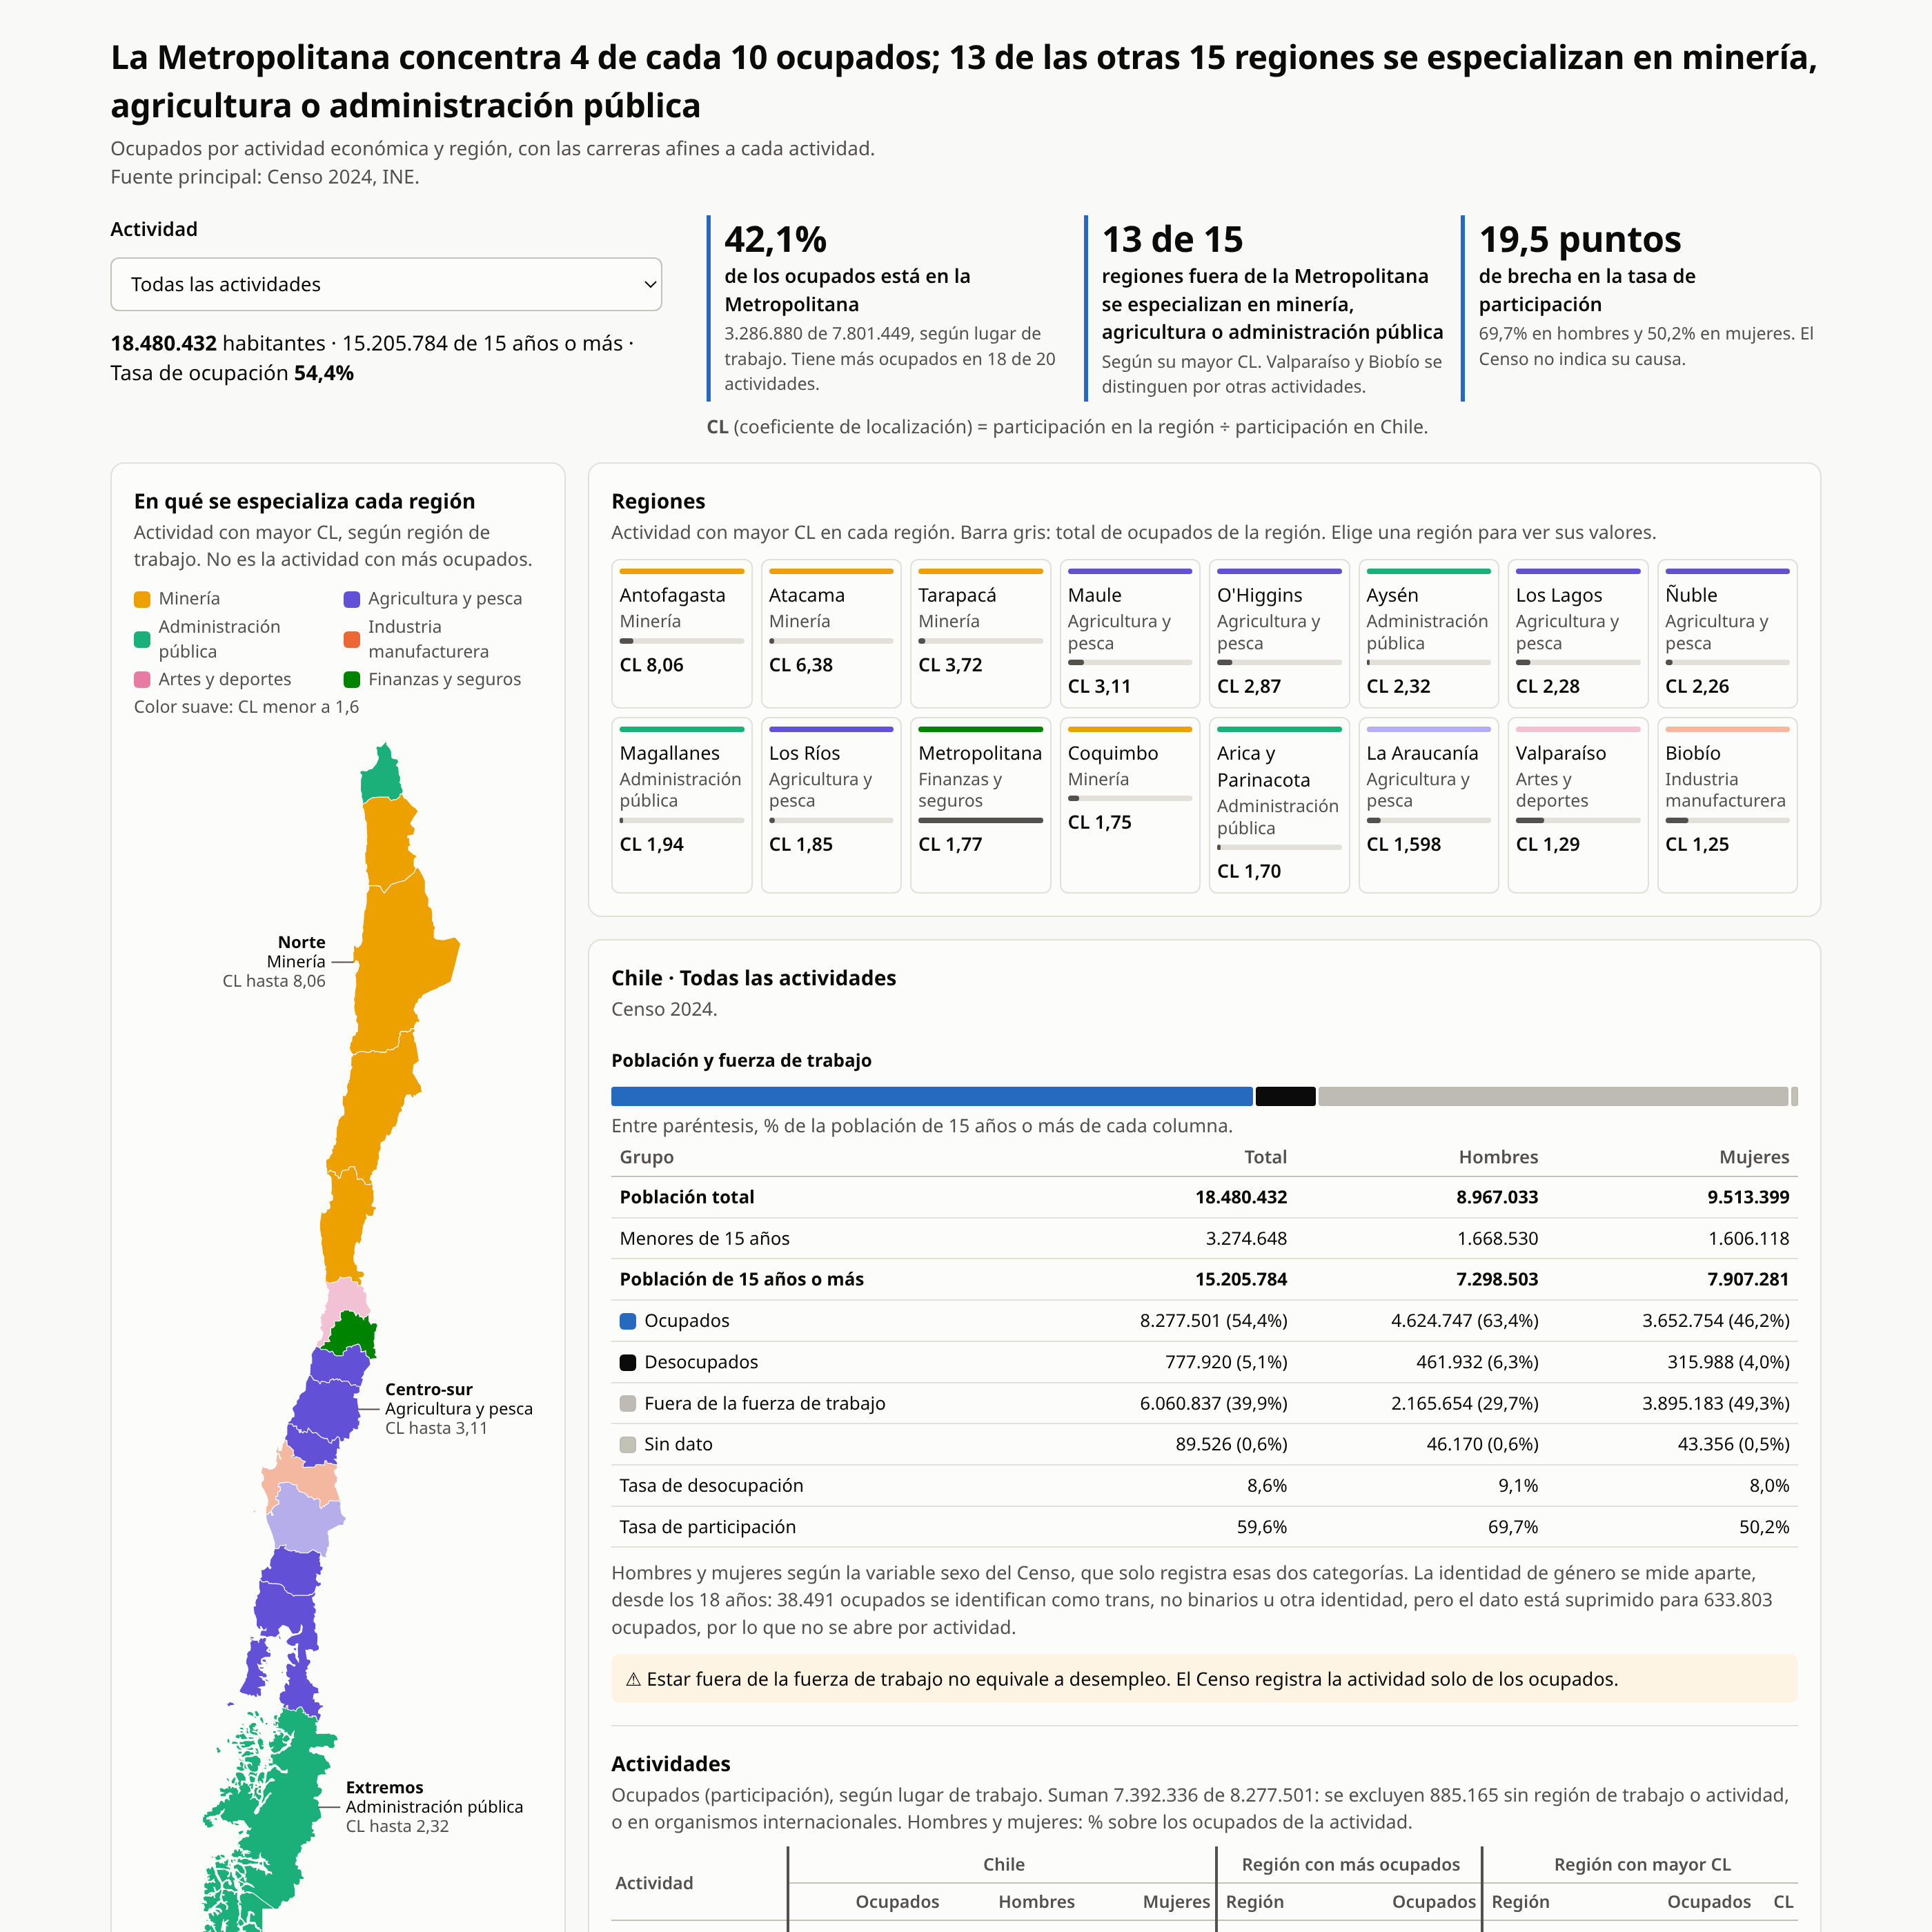 La Metropolitana concentra 4 de cada 10 ocupados; 13 de las otras 15 regiones se especializan en minería,
agricultura o administración pública
Ocupados por actividad económica y región, con las carreras afines a cada actividad.
Fuente principal: Censo 2024, INE.
Actividad
Todas las actividades
18.480.432 habitantes · 15.205.784 de 15 años o más ·
Tasa de ocupación 54,4%
42,1%
de los ocupados está en la
Metropolitana
3.286.880 de 7.801.449, según lugar de
trabajo. Tiene más ocupados en 18 de 20
actividades.
13 de 15
regiones fuera de la Metropolitana
se especializan en minería,
agricultura o administración pública
Según su mayor CL. Valparaíso y Biobío se
distinguen por otras actividades.
19,5 puntos
de brecha en la tasa de
participación
69,7% en hombres y 50,2% en mujeres. El
Censo no indica su causa.
CL (coeficiente de localización) = participación en la región ÷ participación en Chile.
En qué se especializa cada región
Actividad con mayor CL, según región de
trabajo. No es la actividad con más ocupados.
Minería
Agricultura y pesca
Administración
pública
Industria
manufacturera
Artes y deportes
Finanzas y seguros
Color suave: CL menor a 1,6
Norte
Minería
CL hasta 8,06
Centro-sur
Agricultura y pesca
CL hasta 3,11
Extremos
Administración pública
CL hasta 2,32
Regiones
Actividad con mayor CL en cada región. Barra gris: total de ocupados de la región. Elige una región para ver sus valores.
Antofagasta
Minería
CL 8,06
Atacama
Minería
CL 6,38
Tarapacá
Minería
CL 3,72
Maule
Agricultura y
pesca
CL 3,11
O'Higgins
Agricultura y
pesca
CL 2,87
Aysén
Administración
pública
CL 2,32
Los Lagos
Agricultura y
pesca
CL 2,28
Ñuble
Agricultura y
pesca
CL 2,26
Magallanes
Administración
pública
CL 1,94
Los Ríos
Agricultura y
pesca
CL 1,85
Metropolitana
Finanzas y
seguros
CL 1,77
Coquimbo
Minería
CL 1,75
Arica y
Parinacota
Administración
pública
CL 1,70
La Araucanía
Agricultura y
pesca
CL 1,598
Valparaíso
Artes y
deportes
CL 1,29
Biobío
Industria
manufacturera
CL 1,25
Chile · Todas las actividades
Censo 2024.
Población y fuerza de trabajo
Entre paréntesis, % de la población de 15 años o más de cada columna.
Grupo Total Hombres Mujeres
Población total 18.480.432 8.967.033 9.513.399
Menores de 15 años 3.274.648 1.668.530 1.606.118
Población de 15 años o más 15.205.784 7.298.503 7.907.281
Ocupados 8.277.501 (54,4%) 4.624.747 (63,4%) 3.652.754 (46,2%)
Desocupados 777.920 (5,1%) 461.932 (6,3%) 315.988 (4,0%)
Fuera de la fuerza de trabajo 6.060.837 (39,9%) 2.165.654 (29,7%) 3.895.183 (49,3%)
Sin dato 89.526 (0,6%) 46.170 (0,6%) 43.356 (0,5%)
Tasa de desocupación 8,6% 9,1% 8,0%
Tasa de participación 59,6% 69,7% 50,2%
Hombres y mujeres según la variable sexo del Censo, que solo registra esas dos categorías. La identidad de género se mide aparte,
desde los 18 años: 38.491 ocupados se identifican como trans, no binarios u otra identidad, pero el dato está suprimido para 633.803
ocupados, por lo que no se abre por actividad.
⚠ Estar fuera de la fuerza de trabajo no equivale a desempleo. El Censo registra la actividad solo de los ocupados.
Actividades
Ocupados (participación), según lugar de trabajo. Suman 7.392.336 de 8.277.501: se excluyen 885.165 sin región de trabajo o actividad,
o en organismos internacionales. Hombres y mujeres: % sobre los ocupados de la actividad.
Actividad
Chile Región con más ocupados Región con mayor CL
Ocupados Hombres Mujeres Región Ocupados Región Ocupados CL